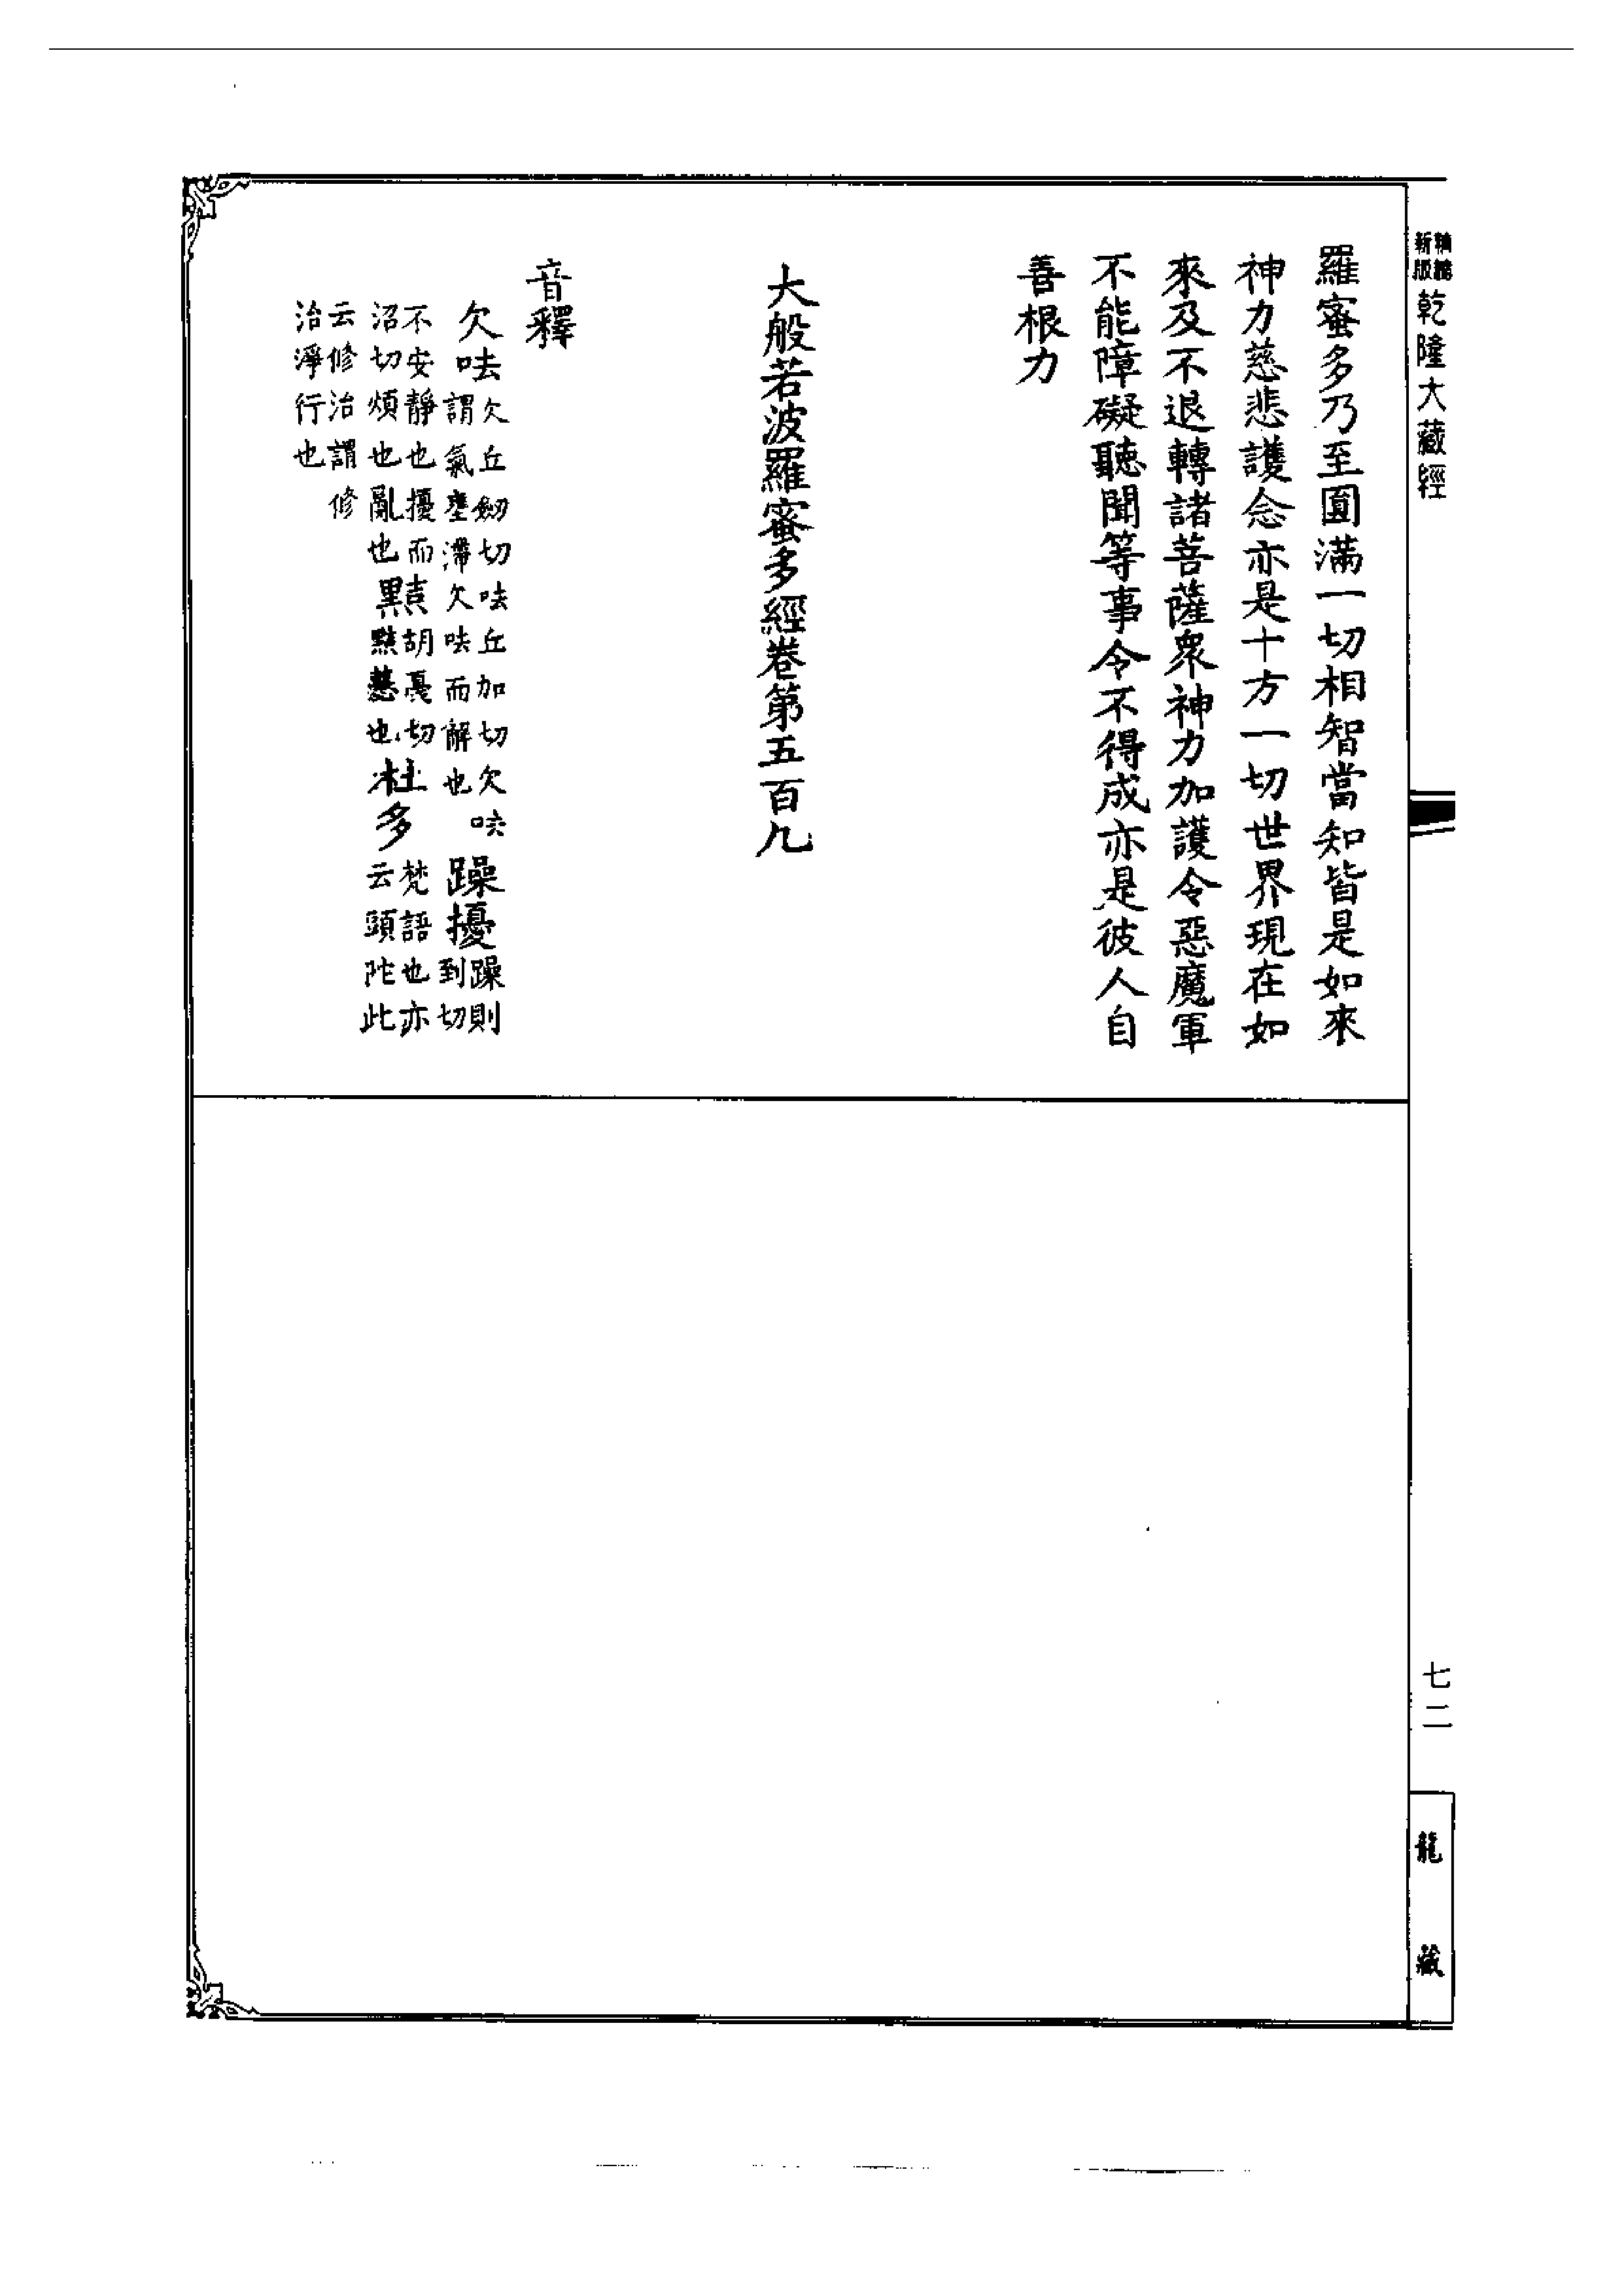 乾隆大藏經
羅蜜多乃至圓滿一切相智當知皆是如來
神力慈悲護念亦是十方一切世界現在如
來及不退轉諸菩薩衆神力加護令惡魔軍
不能障礙聽聞等事令不得成亦是彼人自
善根力
大般若波羅蜜多經卷第五百九
音釋
欠呿
欠丘劒切呿丘加切欠呿
謂氣壅滯欠呿而解也
躁擾
躁則
到切
不安靜也擾而
沼切煩也亂也
黠
胡戛切
黠慧也
杜多
梵語也亦
云頭陀此
云修治謂修
治淨行也
七二
龍藏